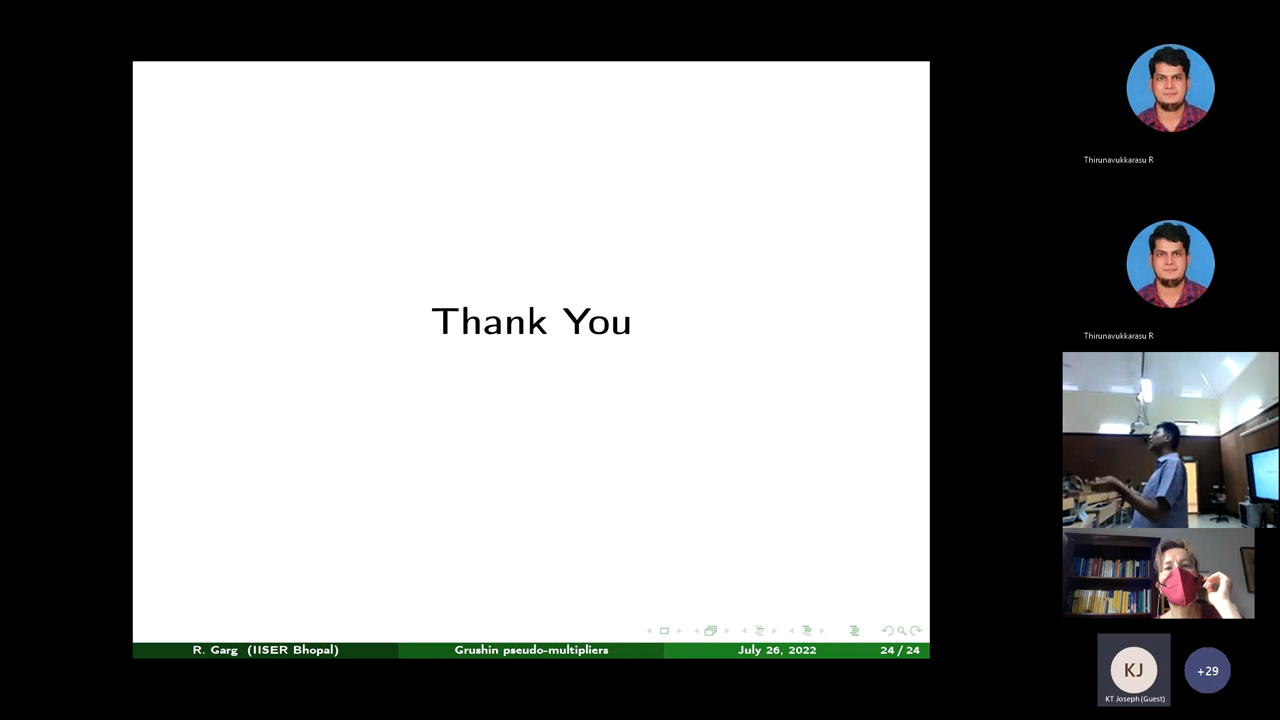 Thank You
R. Garg (IISER Bhopal)
Grushin pseudo-multipliers
July 26, 2022
24 / 24
Thirunavukkarasu R
Thirunavukkarasu R
KJ
KT Joseph (Guest)
+29